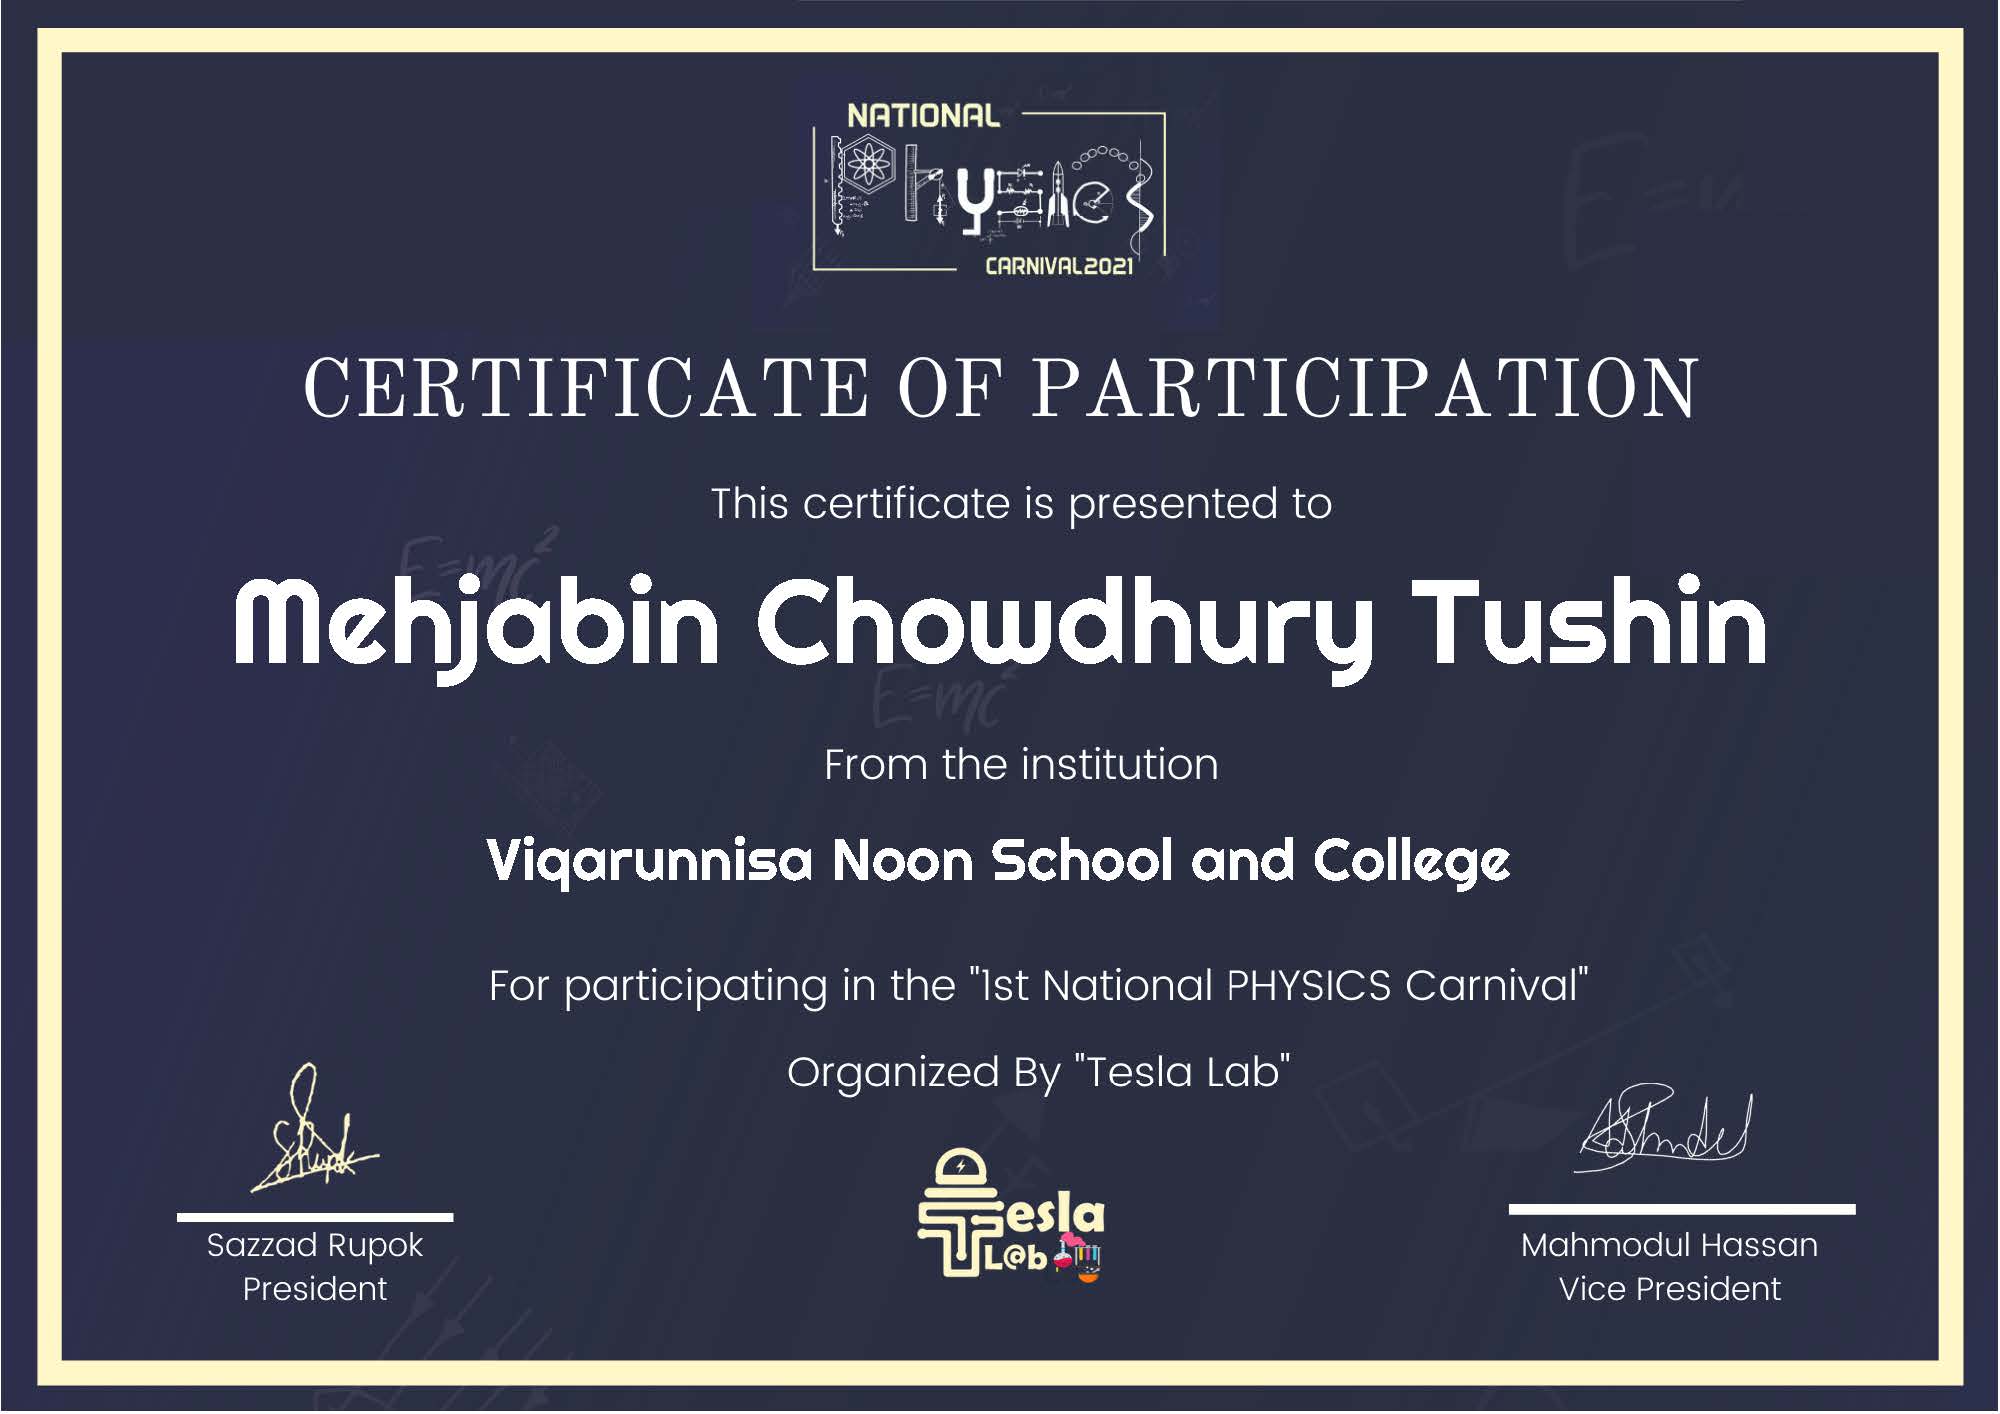 NATIONAL
Physics
CARNIVAL2021
CERTIFICATE OF PARTICIPATION
This certificate is presented to
Mehjabin Chowdhury Tushin
From the institution
Viqarunnisa Noon School and College
For participating in the "1st National PHYSICS Carnival"
Organized By "Tesla Lab"
Tesla
L@b
Sazzad Rupok
President
Mahmodul Hassan
Vice President
E=mc²
E=mc²